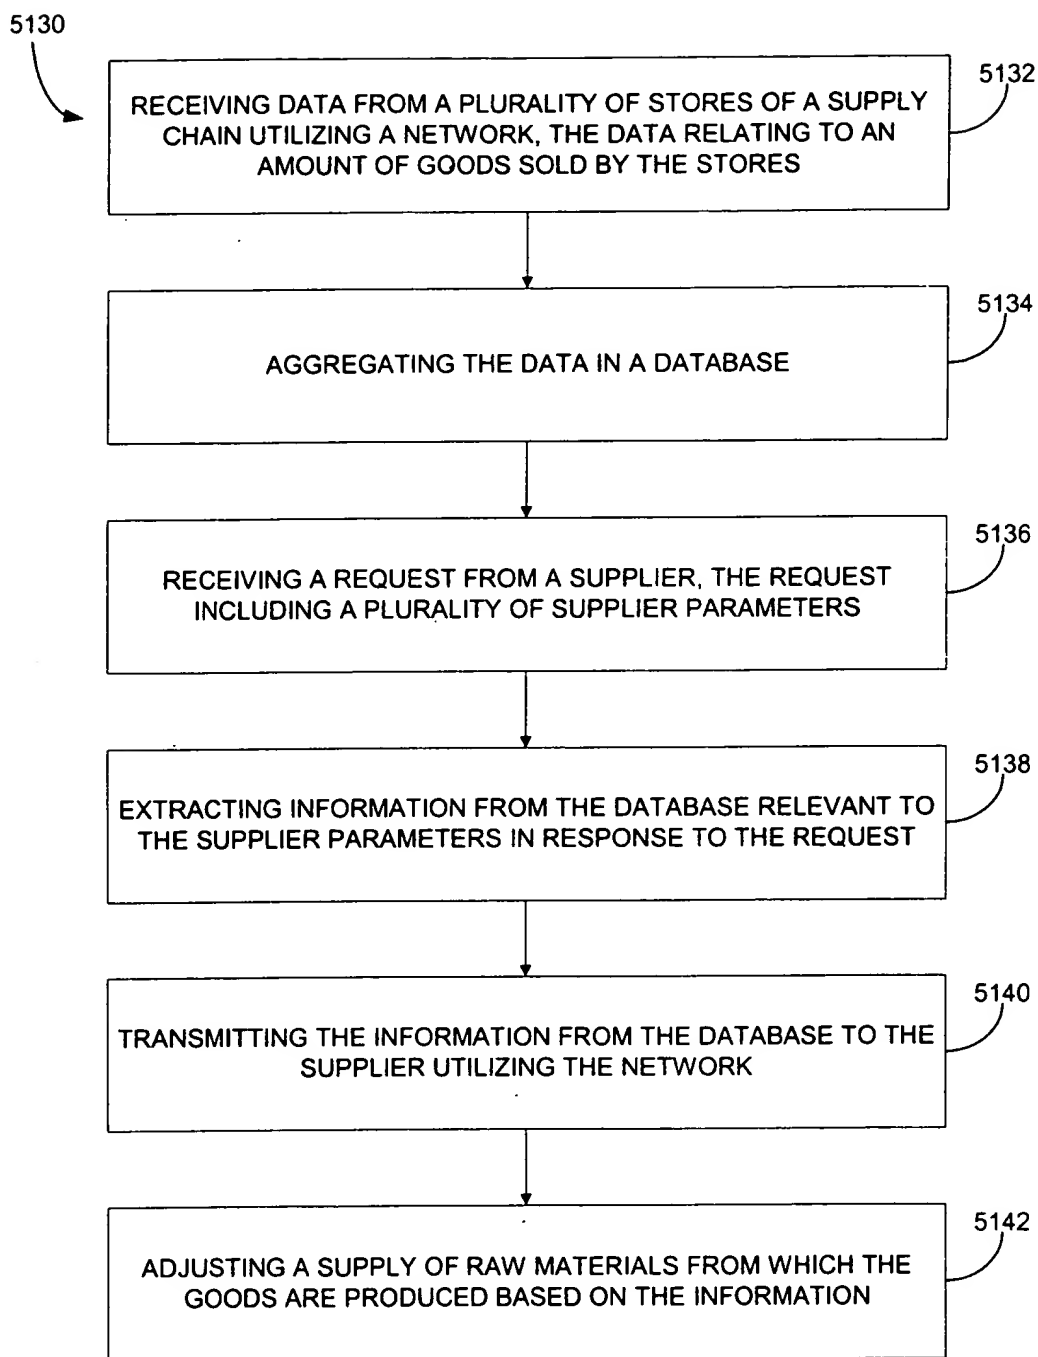 5130
5132
RECEIVING DATA FROM A PLURALITY OF STORES OF A SUPPLY
CHAIN UTILIZING A NETWORK, THE DATA RELATING TO AN
AMOUNT OF GOODS SOLD BY THE STORES
5134
AGGREGATING THE DATA IN A DATABASE
5136
RECEIVING A REQUEST FROM A SUPPLIER, THE REQUEST
INCLUDING A PLURALITY OF SUPPLIER PARAMETERS
5138
EXTRACTING INFORMATION FROM THE DATABASE RELEVANT TO
THE SUPPLIER PARAMETERS IN RESPONSE TO THE REQUEST
5140
TRANSMITTING THE INFORMATION FROM THE DATABASE TO THE
SUPPLIER UTILIZING THE NETWORK
5142
ADJUSTING A SUPPLY OF RAW MATERIALS FROM WHICH THE
GOODS ARE PRODUCED BASED ON THE INFORMATION